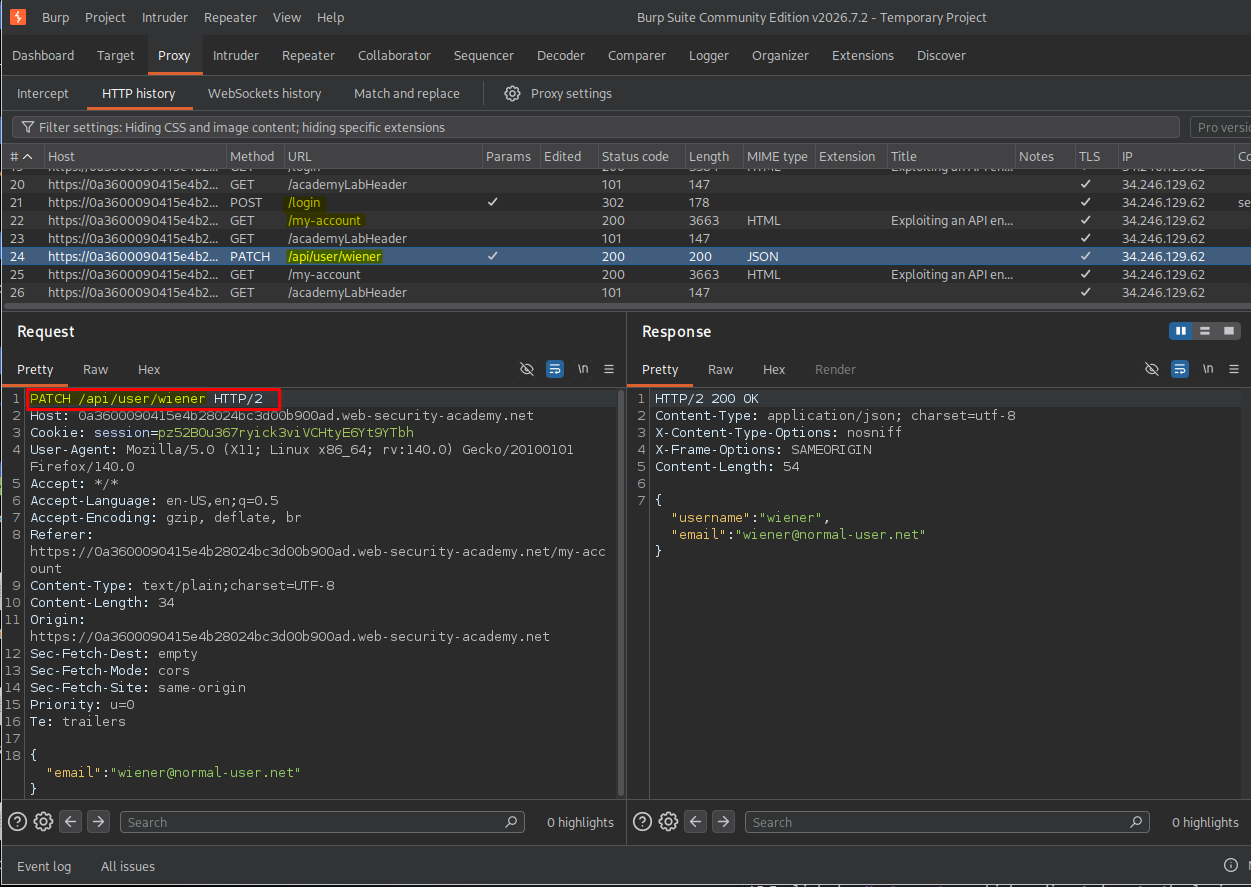 Burp Project Intruder Repeater View Help Burp Suite Community Edition v2026.7.2 - Temporary Project
Dashboard Target Proxy Intruder Repeater Collaborator Sequencer Decoder Comparer Logger Organizer Extensions Discover
Intercept HTTP history WebSockets history Match and replace Proxy settings
Filter settings: Hiding CSS and image content; hiding specific extensions Pro versio
# Host Method URL Params Edited Status code Length MIME type Extension Title Notes TLS IP Co
20 https://0a3600090415e4b2... GET /academyLabHeader 101 147 ✓ 34.246.129.62
21 https://0a3600090415e4b2... POST /login ✓ 302 178 ✓ 34.246.129.62 se
22 https://0a3600090415e4b2... GET /my-account 200 3663 HTML Exploiting an API en... ✓ 34.246.129.62
23 https://0a3600090415e4b2... GET /academyLabHeader 101 147 ✓ 34.246.129.62
24 https://0a3600090415e4b2... PATCH /api/user/wiener ✓ 200 200 JSON ✓ 34.246.129.62
25 https://0a3600090415e4b2... GET /my-account 200 3663 HTML Exploiting an API en... ✓ 34.246.129.62
26 https://0a3600090415e4b2... GET /academyLabHeader 101 147 ✓ 34.246.129.62
Request
Pretty Raw Hex \n
1 PATCH /api/user/wiener HTTP/2
2 Host: 0a3600090415e4b28024bc3d00b900ad.web-security-academy.net
3 Cookie: session=pz52BOu367ryick3viVCHtyE6Yt9YTbh
4 User-Agent: Mozilla/5.0 (X11; Linux x86_64; rv:140.0) Gecko/20100101
Firefox/140.0
5 Accept: */*
6 Accept-Language: en-US,en;q=0.5
7 Accept-Encoding: gzip, deflate, br
8 Referer:
https://0a3600090415e4b28024bc3d00b900ad.web-security-academy.net/my-acc
ount
9 Content-Type: text/plain;charset=UTF-8
10 Content-Length: 34
11 Origin:
https://0a3600090415e4b28024bc3d00b900ad.web-security-academy.net
12 Sec-Fetch-Dest: empty
13 Sec-Fetch-Mode: cors
14 Sec-Fetch-Site: same-origin
15 Priority: u=0
16 Te: trailers
17
18 {
"email":"wiener@normal-user.net"
}
Search 0 highlights
Response
Pretty Raw Hex Render \n
1 HTTP/2 200 OK
2 Content-Type: application/json; charset=utf-8
3 X-Content-Type-Options: nosniff
4 X-Frame-Options: SAMEORIGIN
5 Content-Length: 54
6
7 {
"username":"wiener",
"email":"wiener@normal-user.net"
}
Search 0 highlights
Event log All issues